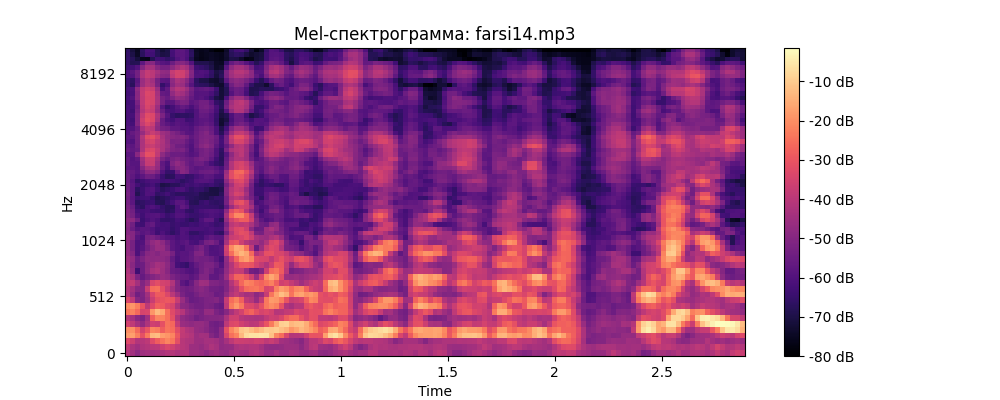 Mel-спектрограмма: farsi14.mp3
8192
4096
2048
1024
512
0
Hz
0 0.5 1 1.5 2 2.5
Time
-10 dB
-20 dB
-30 dB
-40 dB
-50 dB
-60 dB
-70 dB
-80 dB